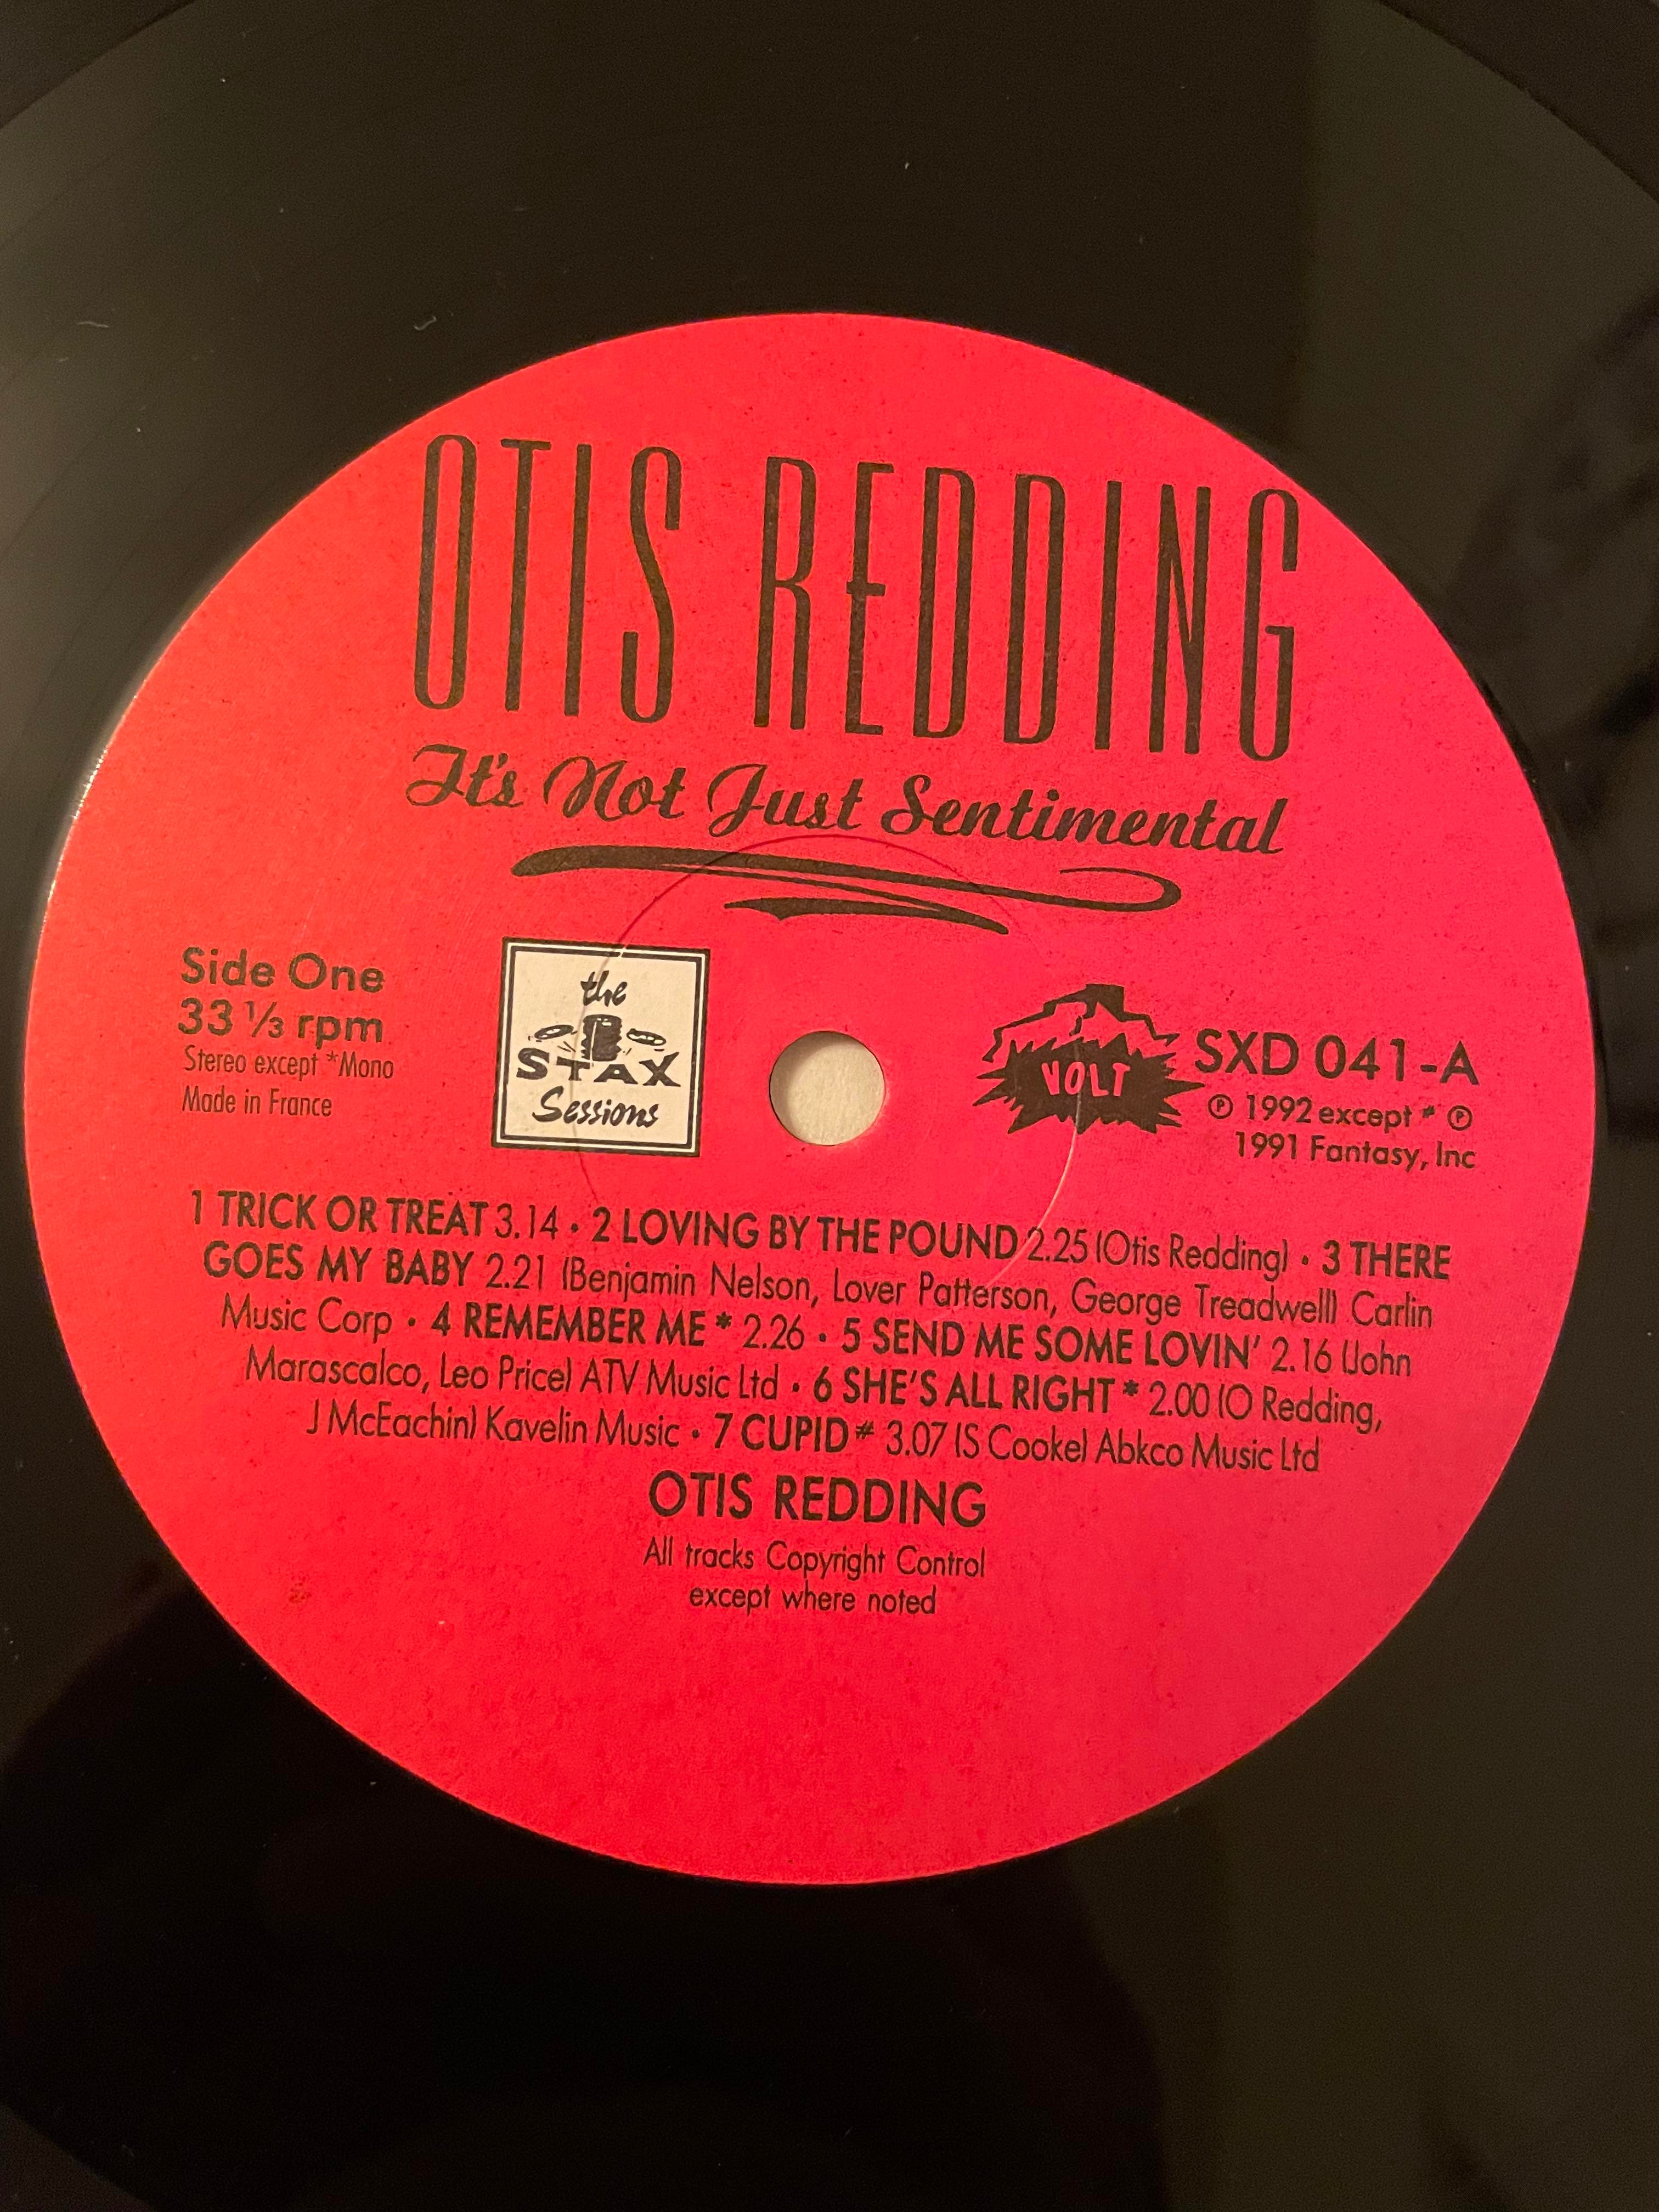 OTIS REDDING
It's Not Just Sentimental
Side One
33 ⅓ rpm
Stereo except *Mono
Made in France
the
STAX
Sessions
VOLT
SXD 041-A
℗ 1992 except # ℗
1991 Fantasy, Inc
1 TRICK OR TREAT 3.14 • 2 LOVING BY THE POUND 2.25 (Otis Redding) • 3 THERE
GOES MY BABY 2.21 (Benjamin Nelson, Lover Patterson, George Treadwell) Carlin
Music Corp • 4 REMEMBER ME * 2.26 • 5 SEND ME SOME LOVIN' 2.16 (John
Marascalco, Leo Price) ATV Music Ltd • 6 SHE'S ALL RIGHT * 2.00 (O Redding,
J McEachin) Kavelin Music • 7 CUPID # 3.07 (S Cooke) Abkco Music Ltd
OTIS REDDING
All tracks Copyright Control
except where noted